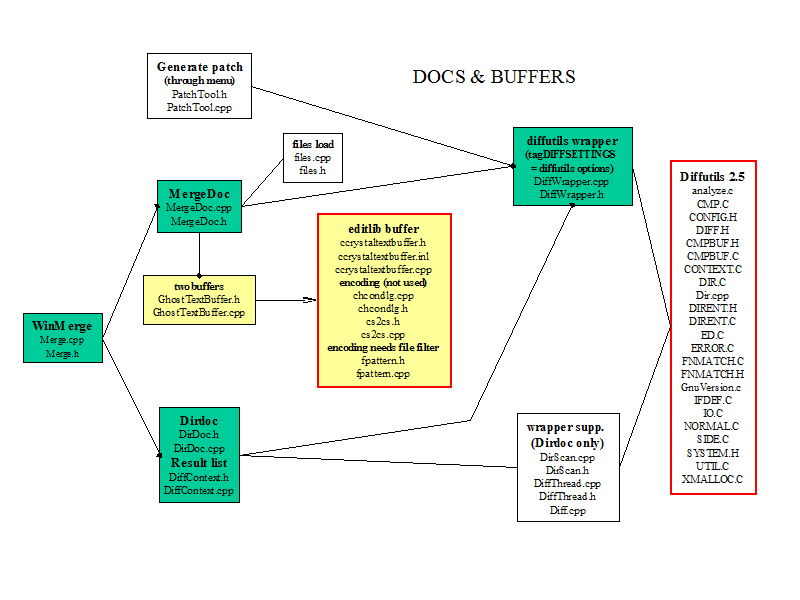 DOCS & BUFFERS
Generate patch
(through menu)
PatchTool.h
PatchTool.cpp
files load
files.cpp
files.h
diffutils wrapper
(tagDIFFSETTINGS
= diffutils options)
DiffWrapper.cpp
DiffWrapper.h
MergeDoc
MergeDoc.cpp
MergeDoc.h
two buffers
GhostTextBuffer.h
GhostTextBuffer.cpp
editlib buffer
ccrystaltextbuffer.h
ccrystaltextbuffer.inl
ccrystaltextbuffer.cpp
encoding (not used)
chcondlg.cpp
chcondlg.h
cs2cs.h
cs2cs.cpp
encoding needs file filter
fpattern.h
fpattern.cpp
WinMerge
Merge.cpp
Merge.h
Dirdoc
DirDoc.h
DirDoc.cpp
Result list
DiffContext.h
DiffContext.cpp
wrapper supp.
(Dirdoc only)
DirScan.cpp
DirScan.h
DiffThread.cpp
DiffThread.h
Diff.cpp
Diffutils 2.5
analyze.c
CMP.C
CONFIG.H
DIFF.H
CMPBUF.H
CMPBUF.C
CONTEXT.C
DIR.C
Dir.cpp
DIRENT.H
DIRENT.C
ED.C
ERROR.C
FNMATCH.C
FNMATCH.H
GnuVersion.c
IFDEF.C
IO.C
NORMAL.C
SIDE.C
SYSTEM.H
UTIL.C
XMALLOC.C